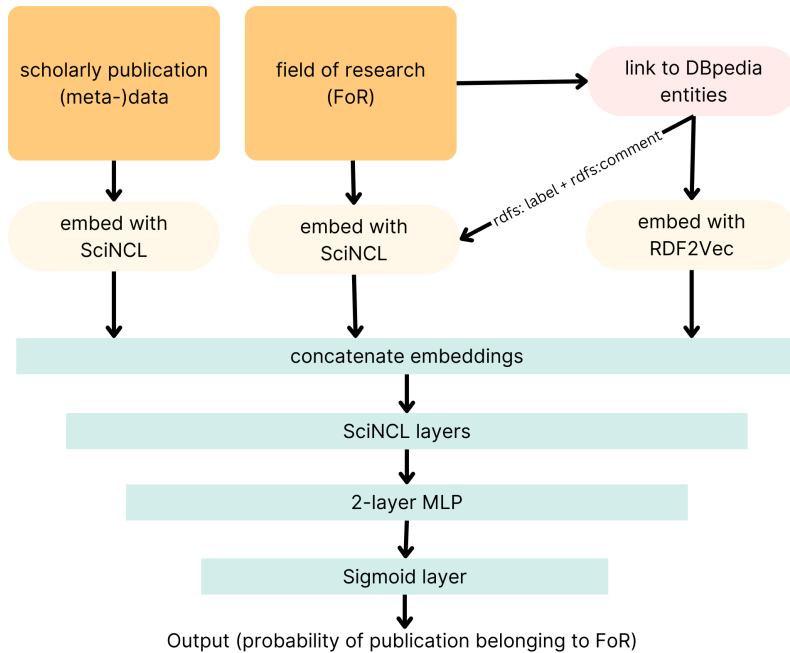 scholarly publication
(meta-)data
field of research
(FoR)
link to DBpedia
entities
rdfs: label + rdfs:comment
embed with
SciNCL
embed with
SciNCL
embed with
RDF2Vec
concatenate embeddings
SciNCL layers
2-layer MLP
Sigmoid layer
Output (probability of publication belonging to FoR)